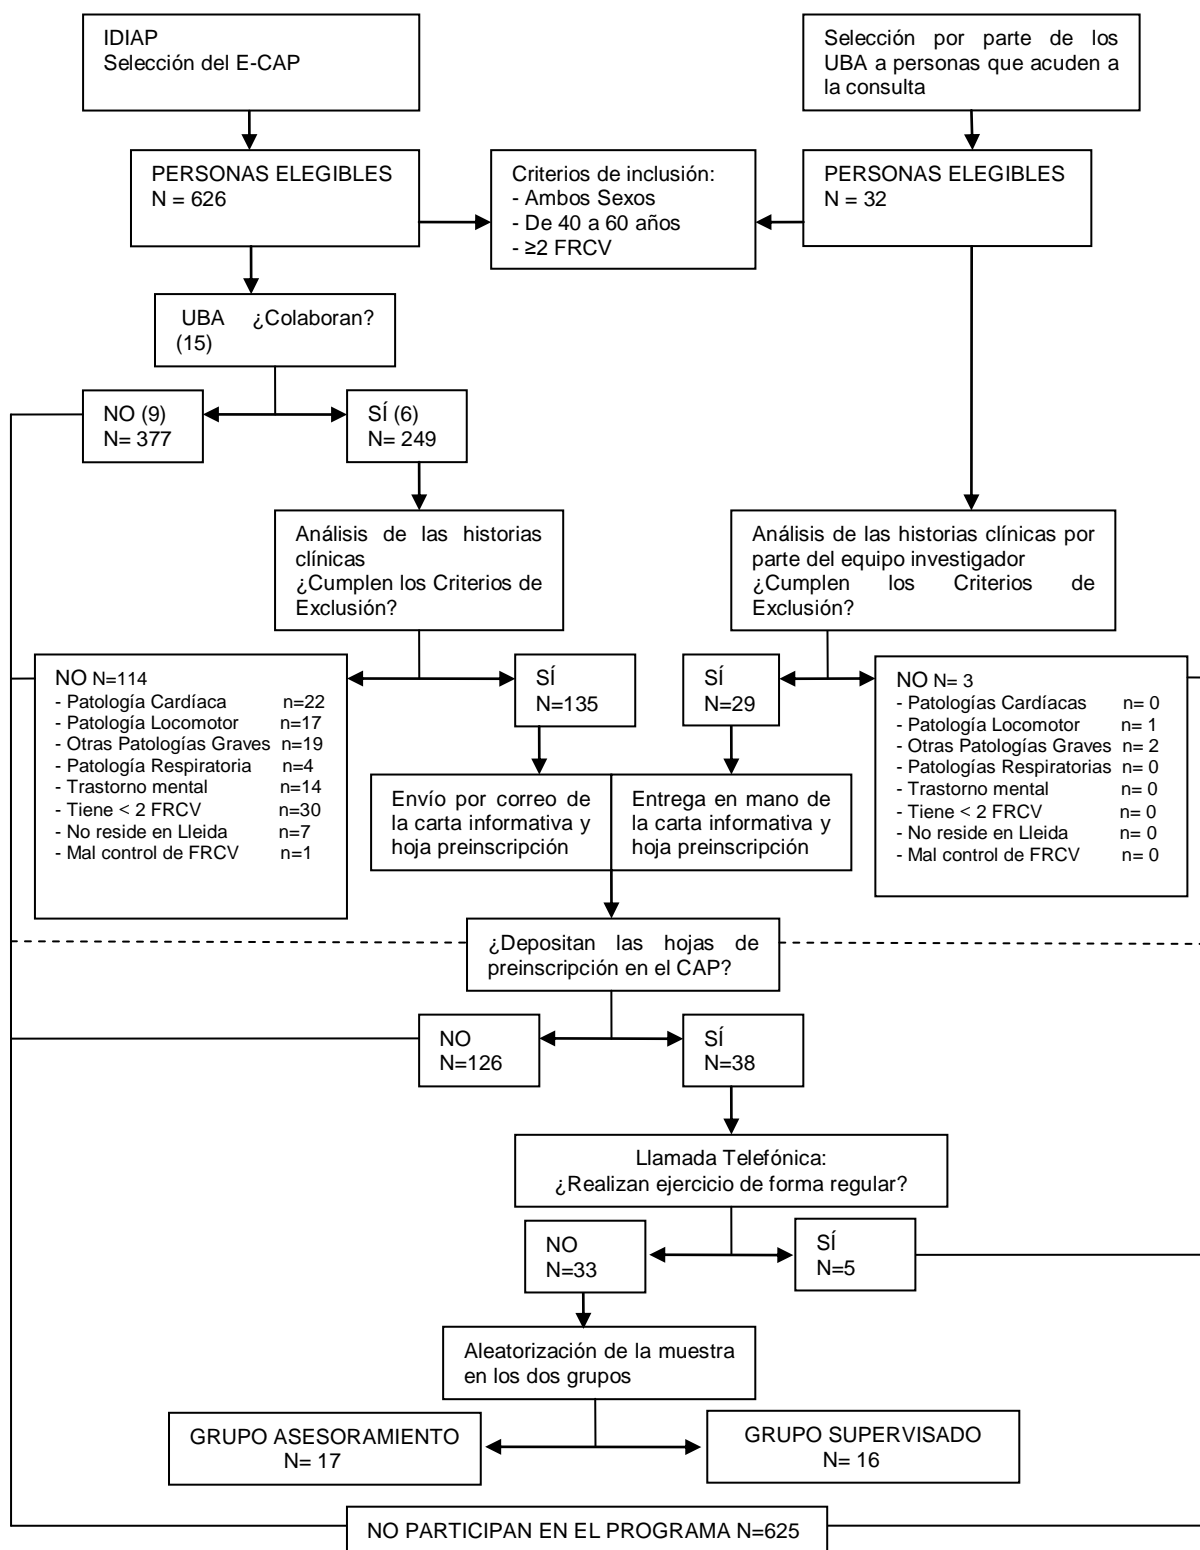 IDIAP
Selección del E-CAP
Selección por parte de los
UBA a personas que acuden a
la consulta
PERSONAS ELEGIBLES
N = 626
Criterios de inclusión:
- Ambos Sexos
- De 40 a 60 años
- ≥2 FRCV
PERSONAS ELEGIBLES
N = 32
UBA ¿Colaboran?
(15)
NO (9)
N= 377
SÍ (6)
N= 249
Análisis de las historias
clínicas
¿Cumplen los Criterios de
Exclusión?
Análisis de las historias clínicas por
parte del equipo investigador
¿Cumplen los Criterios de
Exclusión?
NO N=114
- Patología Cardíaca n=22
- Patología Locomotor n=17
- Otras Patologías Graves n=19
- Patología Respiratoria n=4
- Trastorno mental n=14
- Tiene < 2 FRCV n=30
- No reside en Lleida n=7
- Mal control de FRCV n=1
SÍ
N=135
SÍ
N=29
NO N= 3
- Patologías Cardíacas n= 0
- Patología Locomotor n= 1
- Otras Patologías Graves n= 2
- Patologías Respiratorias n= 0
- Trastorno mental n= 0
- Tiene < 2 FRCV n= 0
- No reside en Lleida n= 0
- Mal control de FRCV n= 0
Envío por correo de
la carta informativa y
hoja preinscripción
Entrega en mano de
la carta informativa y
hoja preinscripción
¿Depositan las hojas de
preinscripción en el CAP?
NO
N=126
SÍ
N=38
Llamada Telefónica:
¿Realizan ejercicio de forma regular?
NO
N=33
SÍ
N=5
Aleatorización de la muestra
en los dos grupos
GRUPO ASESORAMIENTO
N= 17
GRUPO SUPERVISADO
N= 16
NO PARTICIPAN EN EL PROGRAMA N=625